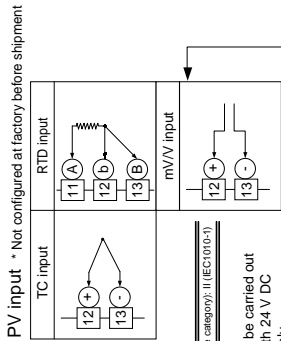 PV input * Not configured at factory before shipment
TC input
12 +
13 -
RTD input
11 A
12 b
13 B
mV/V input
12 +
13 -
category): II (IEC1010-1)
be carried out
24 V DC